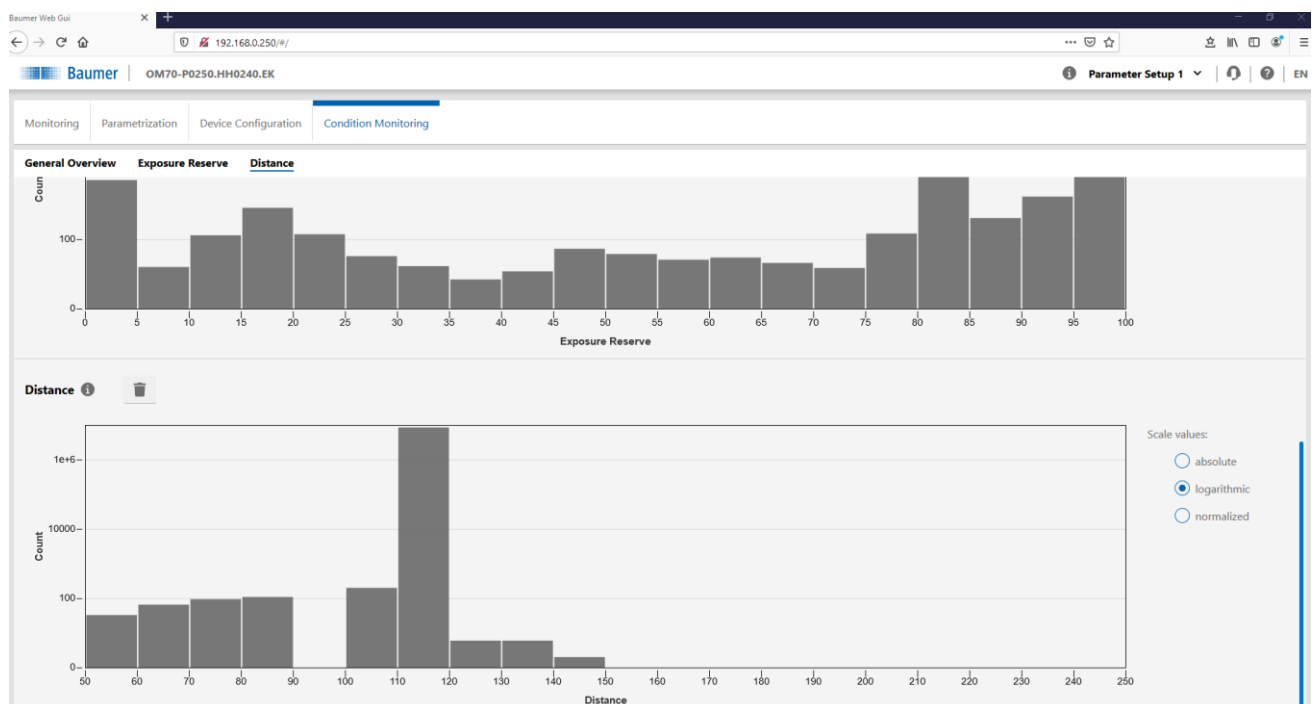 Baumer Web Gui
192.168.0.250/#/
Baumer OM70-P0250.HH0240.EK Parameter Setup 1 EN
Monitoring Parametrization Device Configuration Condition Monitoring
General Overview Exposure Reserve Distance
100
0
0 5 10 15 20 25 30 35 40 45 50 55 60 65 70 75 80 85 90 95 100
Exposure Reserve
Distance
Scale values:
absolute
logarithmic
normalized
1e+6
10000
100
0
Count
50 60 70 80 90 100 110 120 130 140 150 160 170 180 190 200 210 220 230 240 250
Distance